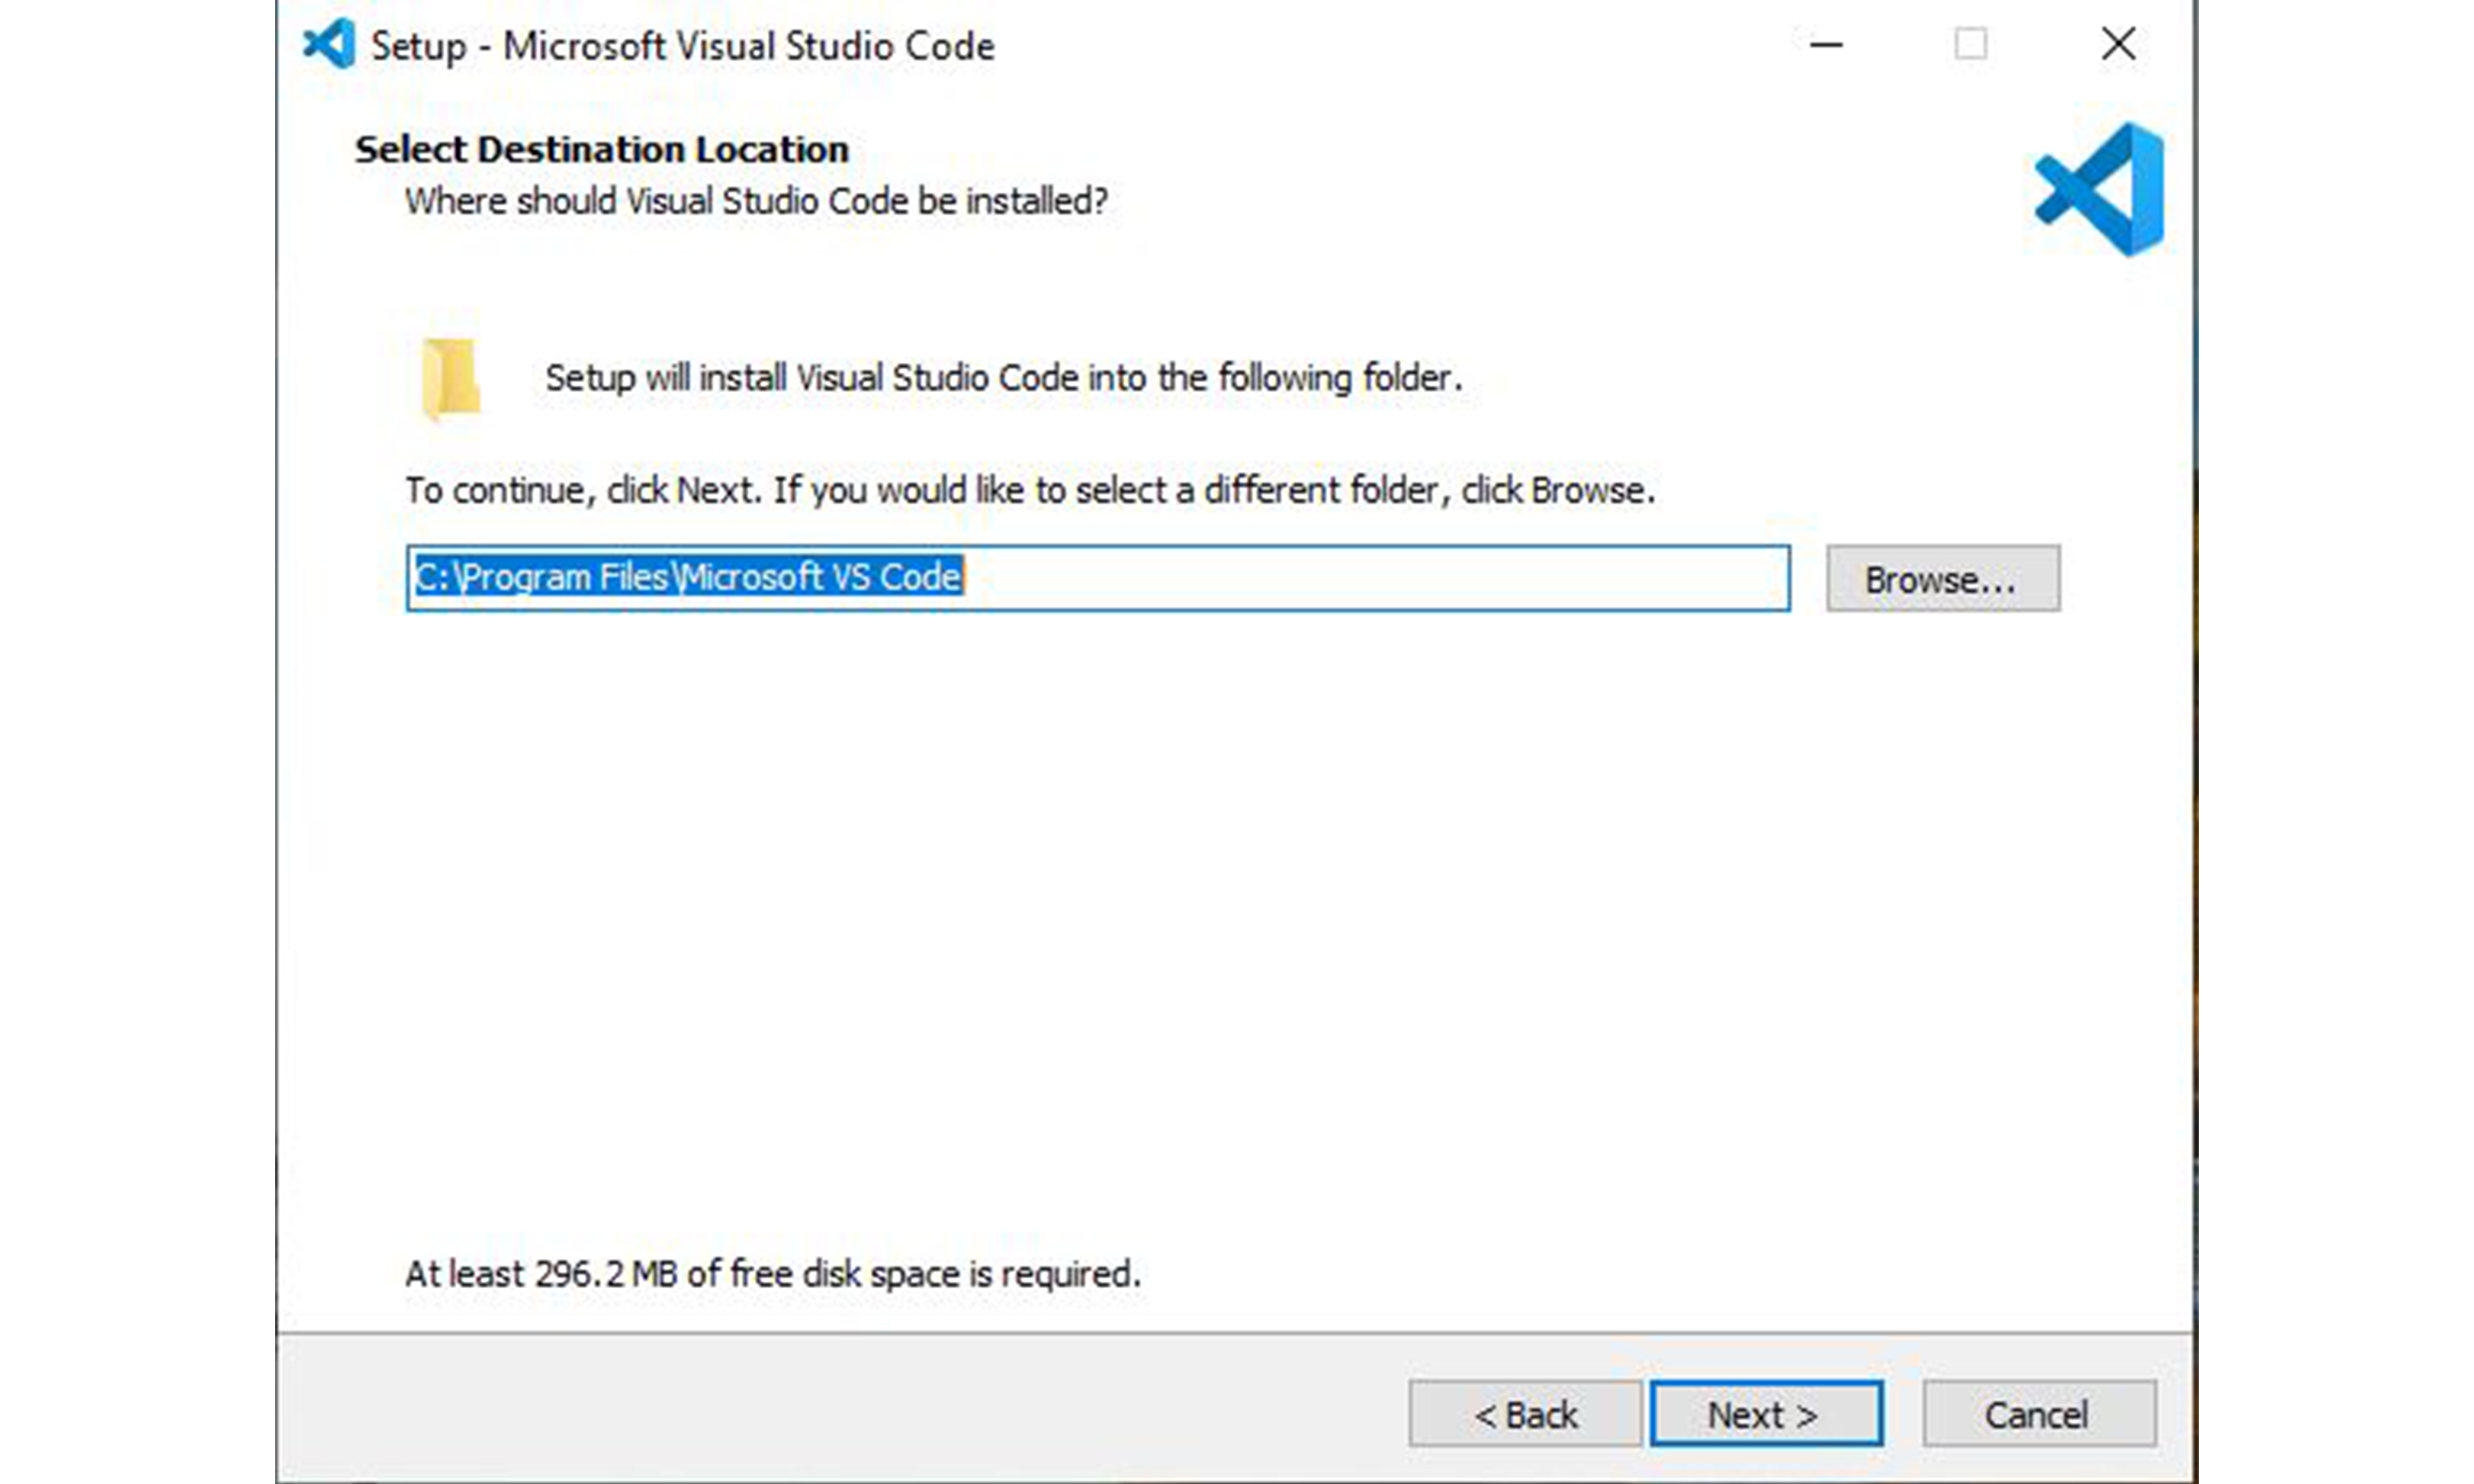 Setup - Microsoft Visual Studio Code
Select Destination Location
Where should Visual Studio Code be installed?
Setup will install Visual Studio Code into the following folder.
To continue, click Next. If you would like to select a different folder, click Browse.
C:\Program Files\Microsoft VS Code
Browse...
At least 296.2 MB of free disk space is required.
< Back
Next >
Cancel